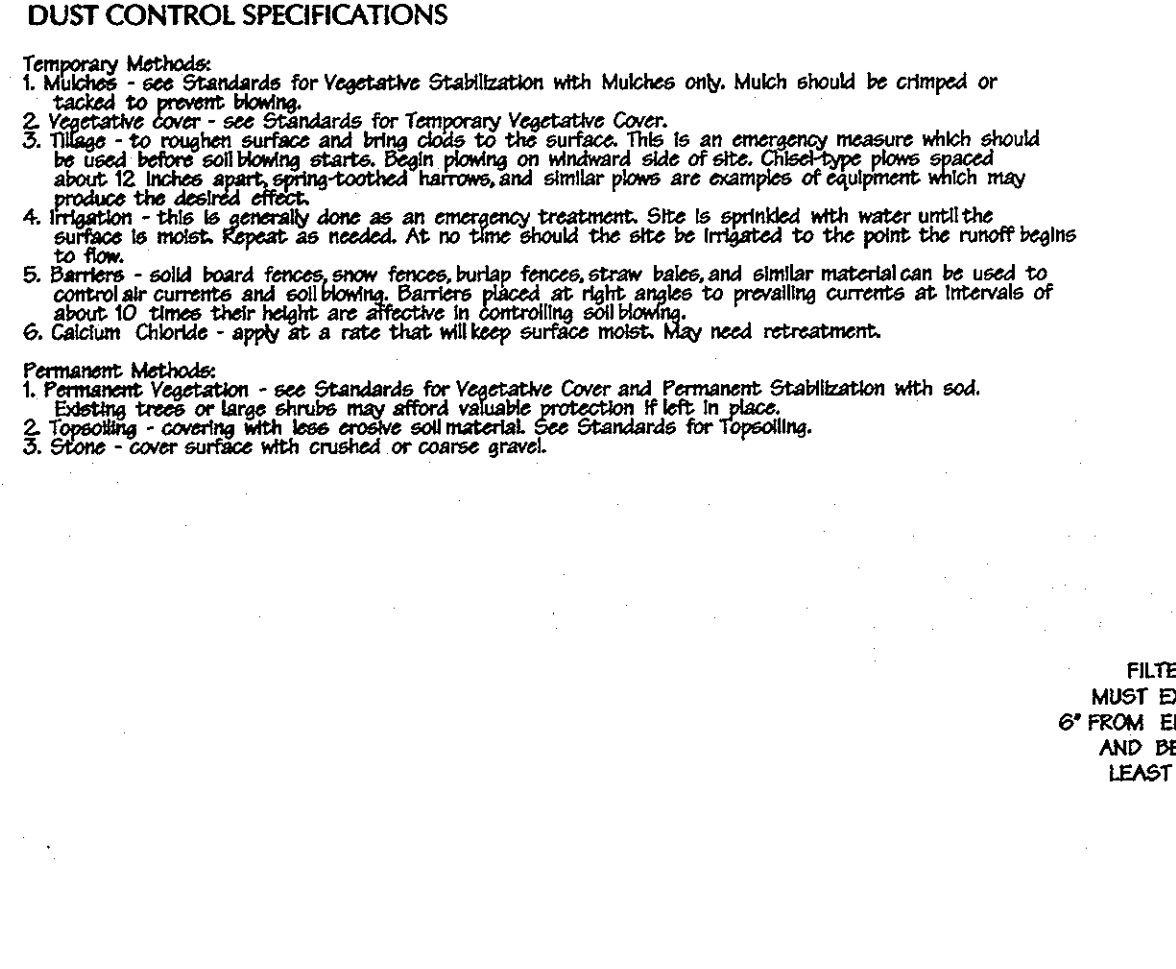 DUST CONTROL SPECIFICATIONS
Temporary Methods:
1. Mulches - see Standards for Vegetative Stabilization with Mulches only. Mulch should be crimped or
tacked to prevent blowing.
2. Vegetative cover - see Standards for Temporary Vegetative Cover.
3. Tillage - to roughen surface and bring clods to the surface. This is an emergency measure which should
be used before soil blowing starts. Begin plowing on windward side of site. Chisel-type plows spaced
about 12 inches apart, spring-toothed harrows, and similar plows are examples of equipment which may
produce the desired effect.
4. Irrigation - this is generally done as an emergency treatment. Site is sprinkled with water until the
surface is moist. Repeat as needed. At no time should the site be irrigated to the point the runoff begins
to flow.
5. Barriers - solid board fences, snow fences, burlap fences, straw bales, and similar material can be used to
control air currents and soil blowing. Barriers placed at right angles to prevailing currents at intervals of
about 10 times their height are affective in controlling soil blowing.
6. Calcium Chloride - apply at a rate that will keep surface moist. May need retreatment.
Permanent Methods:
1. Permanent Vegetation - see Standards for Vegetative Cover and Permanent Stabilization with sod.
Existing trees or large shrubs may afford valuable protection if left in place.
2. Topsoiling - covering with less erosive soil material. See Standards for Topsoiling.
3. Stone - cover surface with crushed or coarse gravel.
FILTE
MUST EX
6" FROM E
AND BE
LEAST